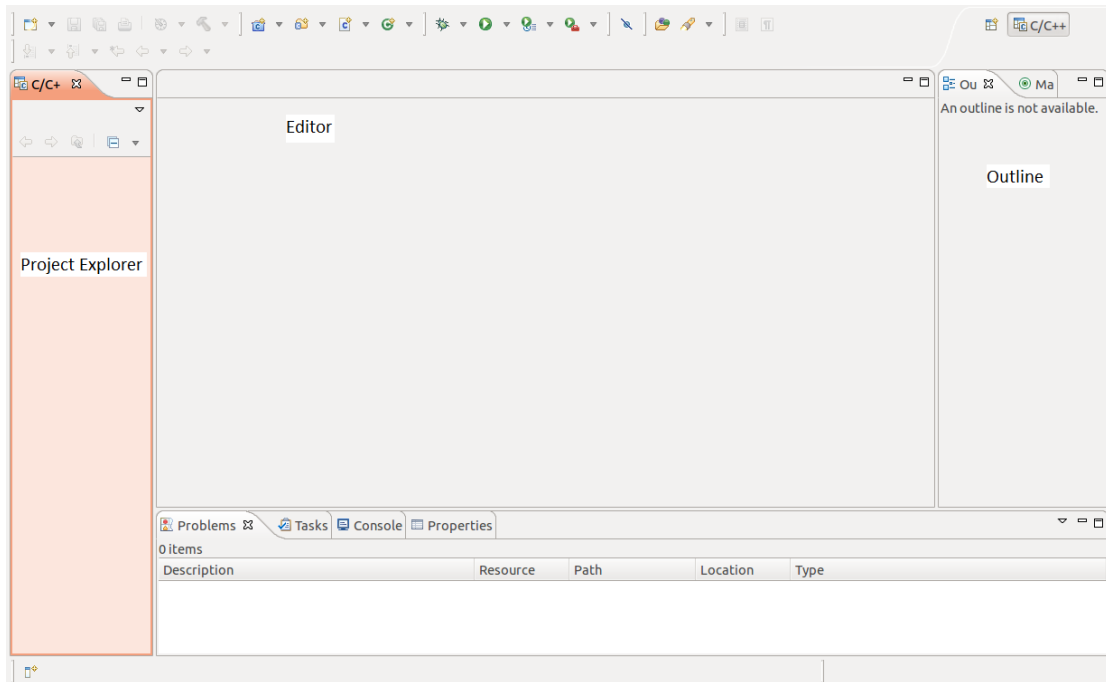 C/C++
C/C+
Ou
Ma
An outline is not available.
Editor
Outline
Project Explorer
Problems
Tasks
Console
Properties
0 items
Description Resource Path Location Type